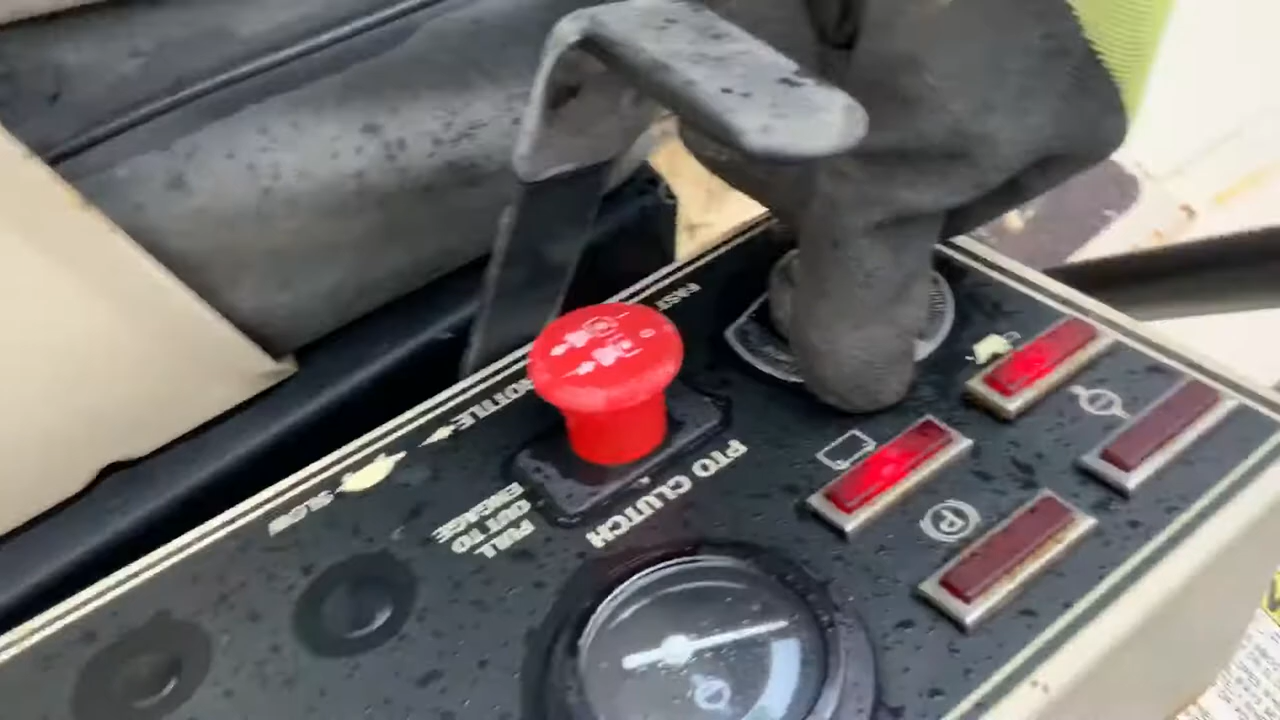 FAST
THROTTLE
SLOW
PTO CLUTCH
PULL
OUT TO
ENGAGE
P